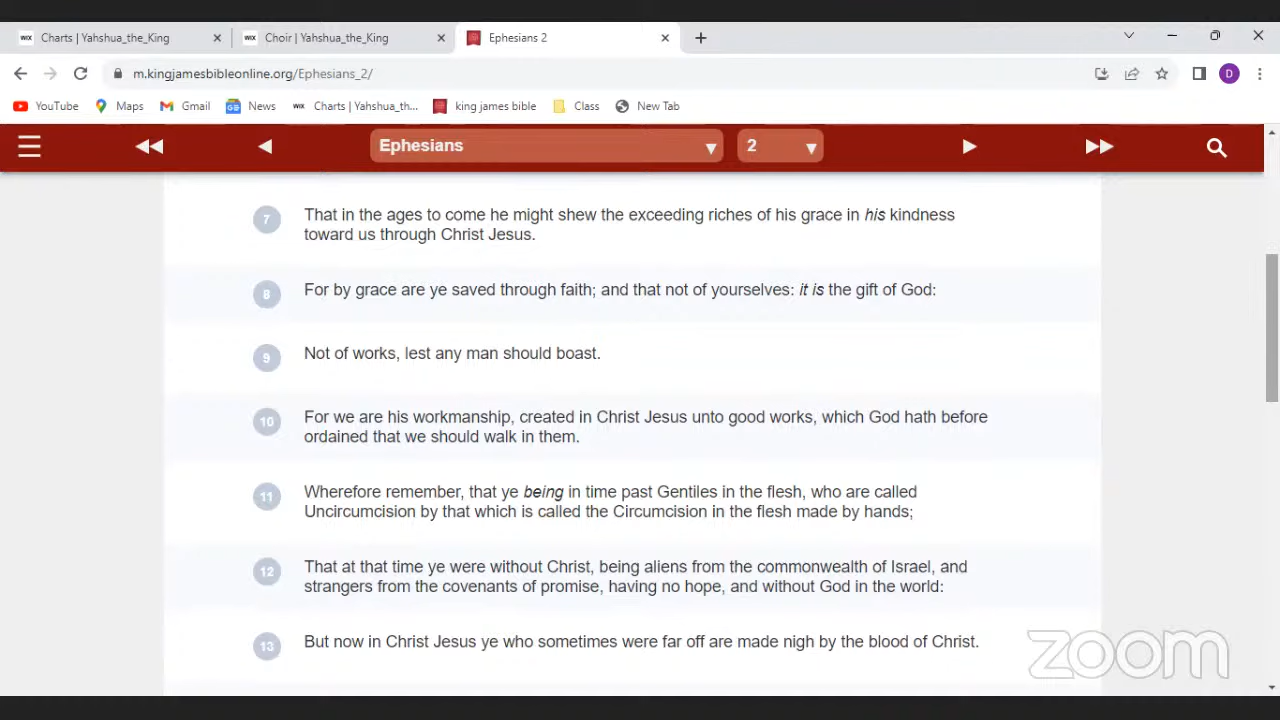 WIX Charts | Yahshua_the_King
WIX Choir | Yahshua_the_King
Ephesians 2
m.kingjamesbibleonline.org/Ephesians_2/
D
YouTube Maps Gmail News WIX Charts | Yahshua_th... king james bible Class New Tab
Ephesians 2
7 That in the ages to come he might shew the exceeding riches of his grace in his kindness
toward us through Christ Jesus.
8 For by grace are ye saved through faith; and that not of yourselves: it is the gift of God:
9 Not of works, lest any man should boast.
10 For we are his workmanship, created in Christ Jesus unto good works, which God hath before
ordained that we should walk in them.
11 Wherefore remember, that ye being in time past Gentiles in the flesh, who are called
Uncircumcision by that which is called the Circumcision in the flesh made by hands;
12 That at that time ye were without Christ, being aliens from the commonwealth of Israel, and
strangers from the covenants of promise, having no hope, and without God in the world:
13 But now in Christ Jesus ye who sometimes were far off are made nigh by the blood of Christ.
zoom